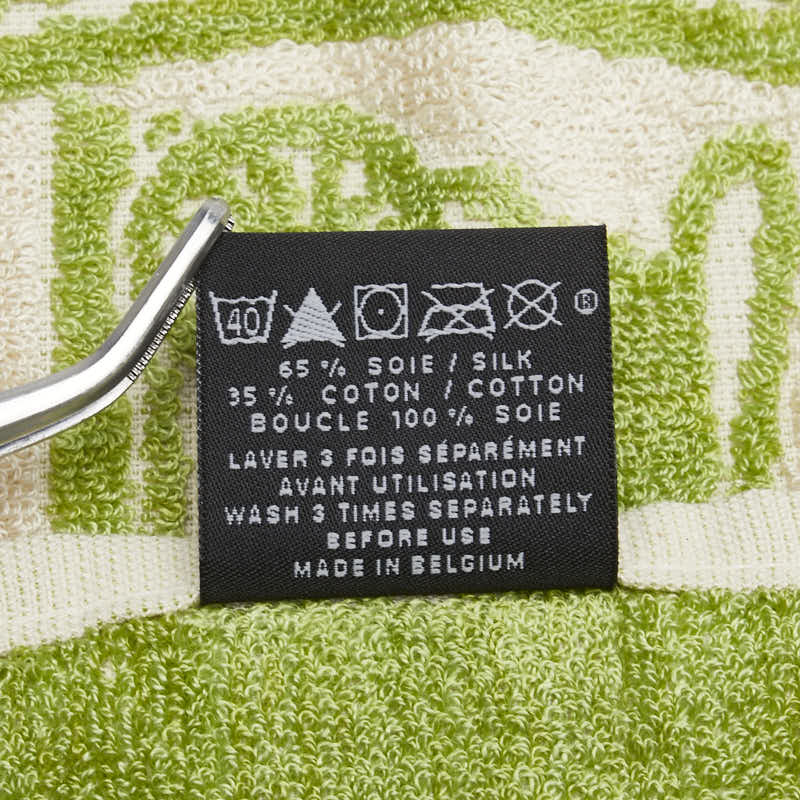 40 ®
65 % SOIE / SILK
35 % COTON / COTTON
BOUCLE 100 % SOIE
LAVER 3 FOIS SÉPARÉMENT
AVANT UTILISATION
WASH 3 TIMES SEPARATELY
BEFORE USE
MADE IN BELGIUM